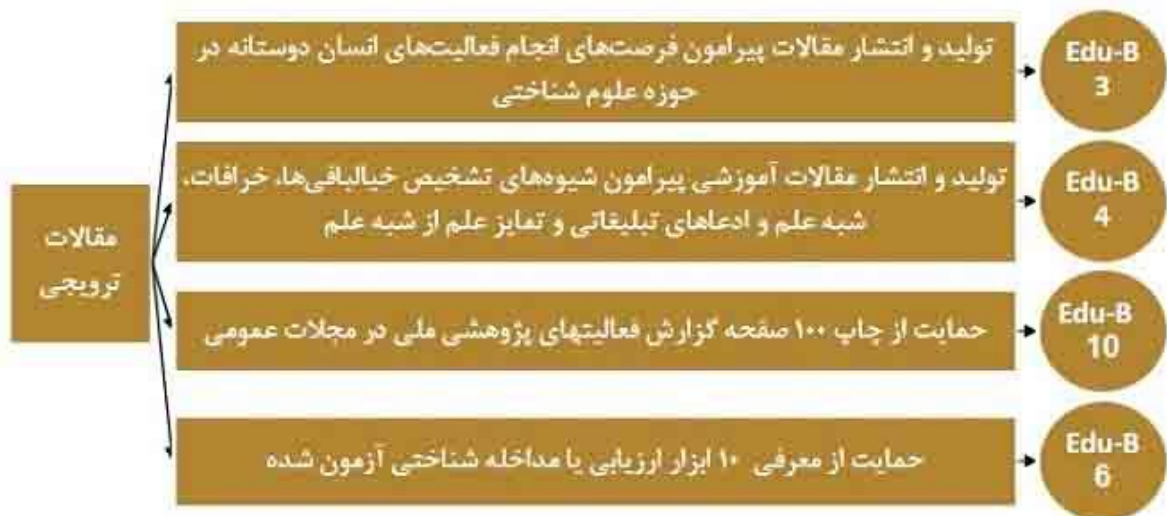 مقالات
ترویجی
تولید و انتشار مقالات پیرامون فرصت‌های انجام فعالیت‌های انسان دوستانه در
حوزه علوم شناختی
Edu-B
3
تولید و انتشار مقالات آموزشی پیرامون شیوه‌های تشخیص خیالبافی‌ها، خرافات،
شبه علم و ادعاهای تبلیغاتی و تمایز علم از شبه علم
Edu-B
4
حمایت از چاپ ۱۰۰ صفحه گزارش فعالیتهای پژوهشی ملی در مجلات عمومی
Edu-B
10
حمایت از معرفی ۱۰ ابزار ارزیابی یا مداخله شناختی آزمون شده
Edu-B
6